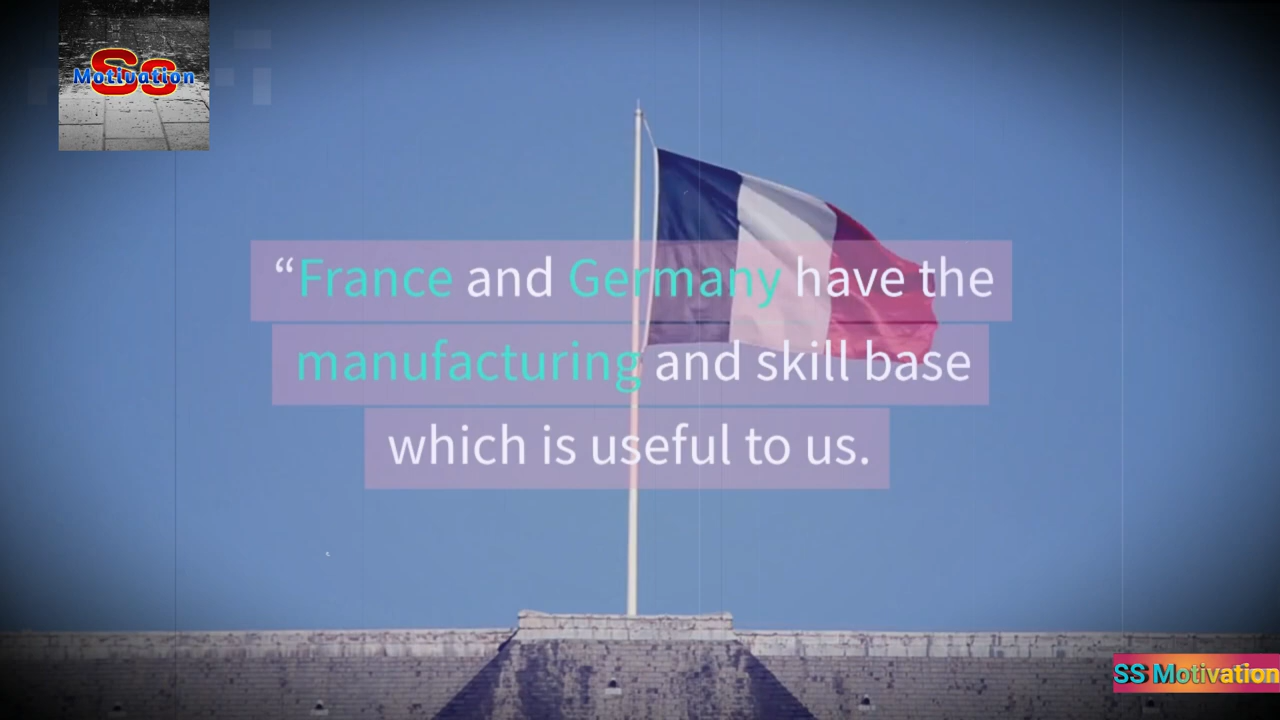 Ss
Motivation
“France and Germany have the
manufacturing and skill base
which is useful to us.
SS Motivation